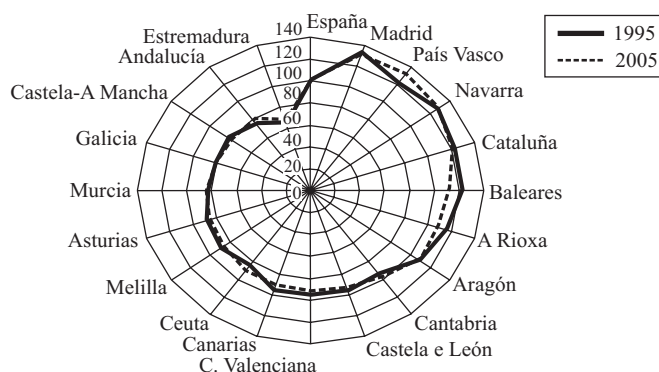 140
120
100
80
60
40
20
0
España
Madrid
País Vasco
Navarra
Cataluña
Baleares
A Rioxa
Aragón
Cantabria
Castela e León
C. Valenciana
Canarias
Ceuta
Melilla
Asturias
Murcia
Galicia
Castela-A Mancha
Andalucía
Estremadura
1995
2005